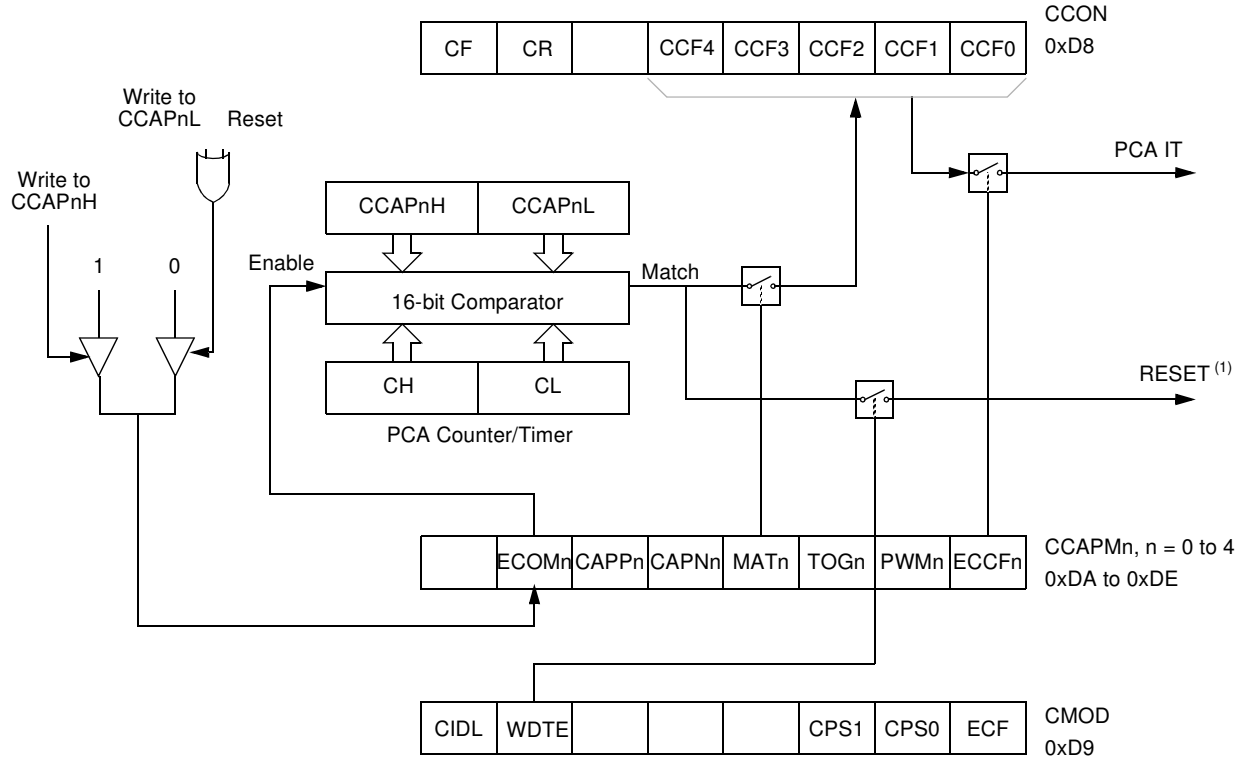 CCON
CF CR CCF4 CCF3 CCF2 CCF1 CCF0
0xD8
Write to
CCAPnL Reset
PCA IT
Write to
CCAPnH
CCAPnH CCAPnL
1 0
Enable
Match
16-bit Comparator
RESET (1)
CH CL
PCA Counter/Timer
ECOMn CAPPn CAPNn MATn TOGn PWMn ECCFn
CCAPMn, n = 0 to 4
0xDA to 0xDE
CIDL WDTE CPS1 CPS0 ECF
CMOD
0xD9